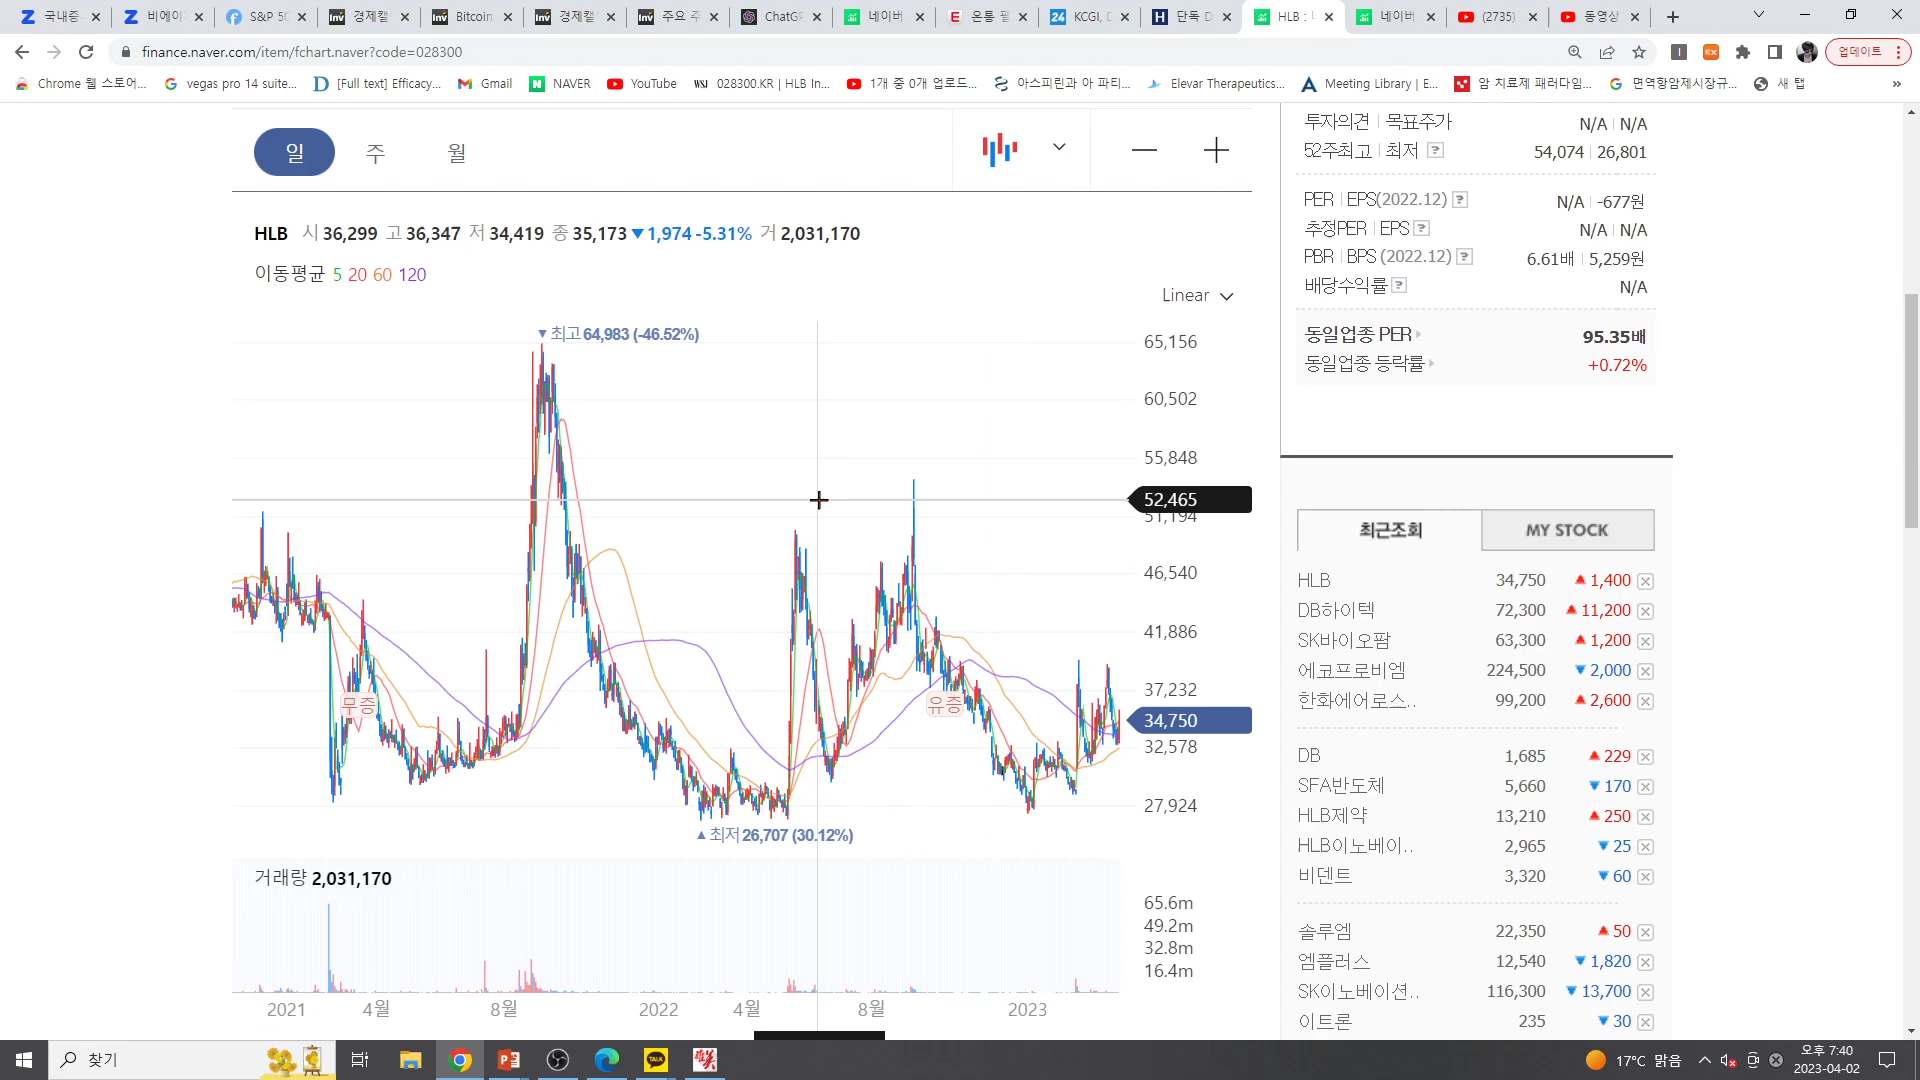 국내증
비에이
S&P 50
경제캘
Bitcoin
경제캘
주요 주
ChatGP
네이버
온통 필
KCGI, D
단독 D
HLB : 네
네이버
(2735)
동영상
finance.naver.com/item/fchart.naver?code=028300
업데이트
Chrome 웹 스토어...
vegas pro 14 suite...
[Full text] Efficacy...
Gmail
NAVER
YouTube
028300.KR | HLB In...
1개 중 0개 업로드...
아스피린과 아 파티...
Elevar Therapeutics...
Meeting Library | E...
암 치료제 패러다임...
면역항암제시장규...
새 탭
일 주 월
HLB 시 36,299 고 36,347 저 34,419 종 35,173 ▼1,974 -5.31% 거 2,031,170
이동평균 5 20 60 120
Linear
▼최고 64,983 (-46.52%)
65,156
60,502
55,848
52,465
51,194
46,540
41,886
37,232
34,750
32,578
27,924
무증
유증
▲최저 26,707 (30.12%)
거래량 2,031,170
65.6m
49.2m
32.8m
16.4m
2021 4월 8월 2022 4월 8월 2023
투자의견 | 목표주가 N/A | N/A
52주최고 | 최저 54,074 | 26,801
PER | EPS(2022.12) N/A | -677원
추정PER | EPS N/A | N/A
PBR | BPS (2022.12) 6.61배 | 5,259원
배당수익률 N/A
동일업종 PER 95.35배
동일업종 등락률 +0.72%
최근조회 MY STOCK
HLB 34,750 ▲1,400
DB하이텍 72,300 ▲11,200
SK바이오팜 63,300 ▲1,200
에코프로비엠 224,500 ▼2,000
한화에어로스.. 99,200 ▲2,600
DB 1,685 ▲229
SFA반도체 5,660 ▼170
HLB제약 13,210 ▲250
HLB이노베이.. 2,965 ▼25
비덴트 3,320 ▼60
솔루엠 22,350 ▲50
엠플러스 12,540 ▼1,820
SK이노베이션.. 116,300 ▼13,700
이트론 235 ▼30
찾기
17°C 맑음
오후 7:40
2023-04-02